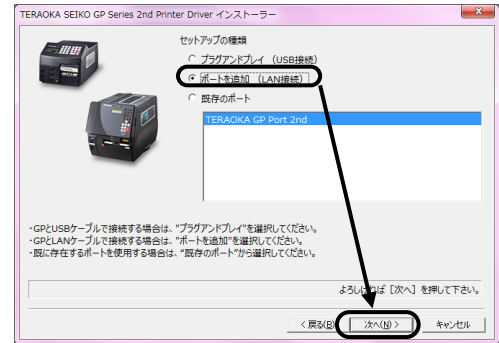 TERAOKA SEIKO GP Series 2nd Printer Driver インストーラー
セットアップの種類
プラグアンドプレイ (USB接続)
ポートを追加 (LAN接続)
既存のポート
TERAOKA GP Port 2nd
・GPとUSBケーブルで接続する場合は、"プラグアンドプレイ"を選択してください。
・GPとLANケーブルで接続する場合は、"ポートを追加"を選択してください。
・既に存在するポートを使用する場合は、"既存のポート"から選択してください。
よろしければ [次へ] を押して下さい。
< 戻る(B)
次へ(N) >
キャンセル